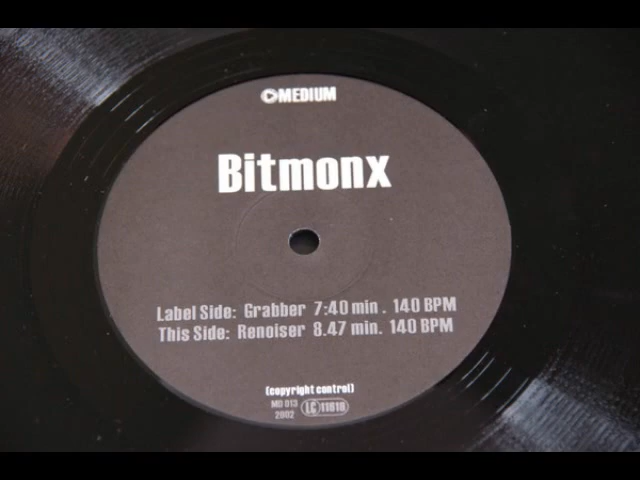 MEDIUM
Bitmonx
Label Side: Grabber 7:40 min . 140 BPM
This Side: Renoiser 8.47 min. 140 BPM
(copyright control)
MD 013
2002 LC 11618